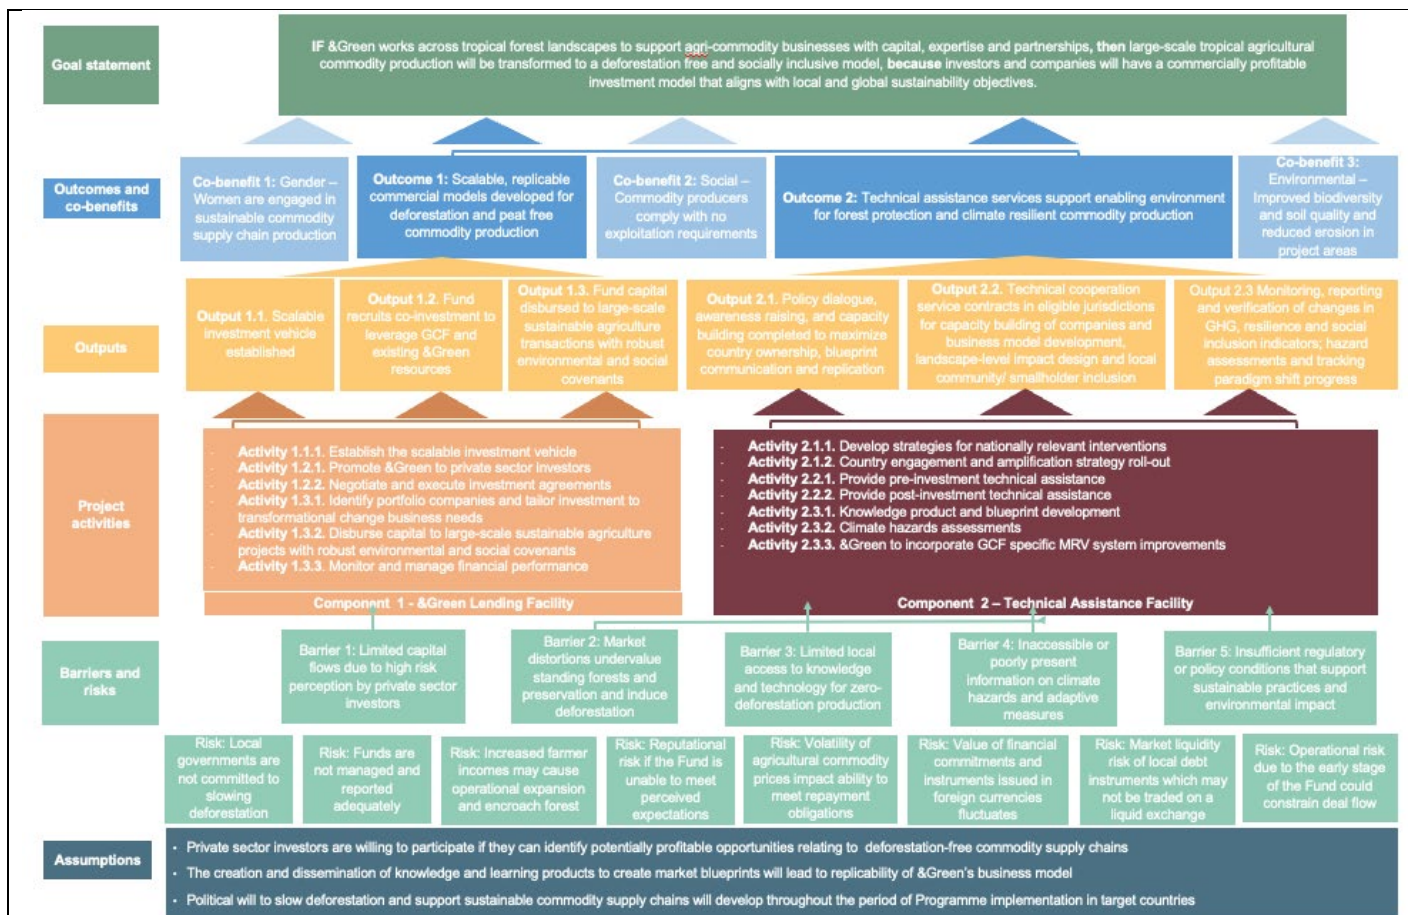 Goal statement
IF &Green works across tropical forest landscapes to support agri-commodity businesses with capital, expertise and partnerships, then large-scale tropical agricultural
commodity production will be transformed to a deforestation free and socially inclusive model, because investors and companies will have a commercially profitable
investment model that aligns with local and global sustainability objectives.
Outcomes and
co-benefits
Co-benefit 1: Gender –
Women are engaged in
sustainable commodity
supply chain production
Outcome 1: Scalable, replicable
commercial models developed for
deforestation and peat free
commodity production
Co-benefit 2: Social –
Commodity producers
comply with no
exploitation requirements
Outcome 2: Technical assistance services support enabling environment
for forest protection and climate resilient commodity production
Co-benefit 3:
Environmental –
Improved biodiversity
and soil quality and
reduced erosion in
project areas
Outputs
Output 1.1. Scalable
investment vehicle
established
Output 1.2. Fund
recruits co-investment to
leverage GCF and
existing &Green
resources
Output 1.3. Fund capital
disbursed to large-scale
sustainable agriculture
transactions with robust
environmental and social
covenants
Output 2.1. Policy dialogue,
awareness raising, and capacity
building completed to maximize
country ownership, blueprint
communication and replication
Output 2.2. Technical cooperation
service contracts in eligible jurisdictions
for capacity building of companies and
business model development,
landscape-level impact design and local
community/ smallholder inclusion
Output 2.3 Monitoring, reporting
and verification of changes in
GHG, resilience and social
inclusion indicators; hazard
assessments and tracking
paradigm shift progress
Project
activities
- Activity 1.1.1. Establish the scalable investment vehicle
- Activity 1.2.1. Promote &Green to private sector investors
- Activity 1.2.2. Negotiate and execute investment agreements
- Activity 1.3.1. Identify portfolio companies and tailor investment to
transformational change business needs
- Activity 1.3.2. Disburse capital to large-scale sustainable agriculture
projects with robust environmental and social covenants
- Activity 1.3.3. Monitor and manage financial performance
Component 1 - &Green Lending Facility
- Activity 2.1.1. Develop strategies for nationally relevant interventions
- Activity 2.1.2. Country engagement and amplification strategy roll-out
- Activity 2.2.1. Provide pre-investment technical assistance
- Activity 2.2.2. Provide post-investment technical assistance
- Activity 2.3.1. Knowledge product and blueprint development
- Activity 2.3.2. Climate hazards assessments
- Activity 2.3.3. &Green to incorporate GCF specific MRV system improvements
Component 2 – Technical Assistance Facility
Barriers and
risks
Barrier 1: Limited capital
flows due to high risk
perception by private sector
investors
Barrier 2: Market
distortions undervalue
standing forests and
preservation and induce
deforestation
Barrier 3: Limited local
access to knowledge
and technology for zero-
deforestation production
Barrier 4: Inaccessible or
poorly present
information on climate
hazards and adaptive
measures
Barrier 5: Insufficient regulatory
or policy conditions that support
sustainable practices and
environmental impact
Risk: Local
governments are
not committed to
slowing
deforestation
Risk: Funds are
not managed and
reported
adequately
Risk: Increased farmer
incomes may cause
operational expansion
and encroach forest
Risk: Reputational
risk if the Fund is
unable to meet
perceived
expectations
Risk: Volatility of
agricultural commodity
prices impact ability to
meet repayment
obligations
Risk: Value of financial
commitments and
instruments issued in
foreign currencies
fluctuates
Risk: Market liquidity
risk of local debt
instruments which may
not be traded on a
liquid exchange
Risk: Operational risk
due to the early stage
of the Fund could
constrain deal flow
Assumptions
• Private sector investors are willing to participate if they can identify potentially profitable opportunities relating to deforestation-free commodity supply chains
• The creation and dissemination of knowledge and learning products to create market blueprints will lead to replicability of &Green's business model
• Political will to slow deforestation and support sustainable commodity supply chains will develop throughout the period of Programme implementation in target countries